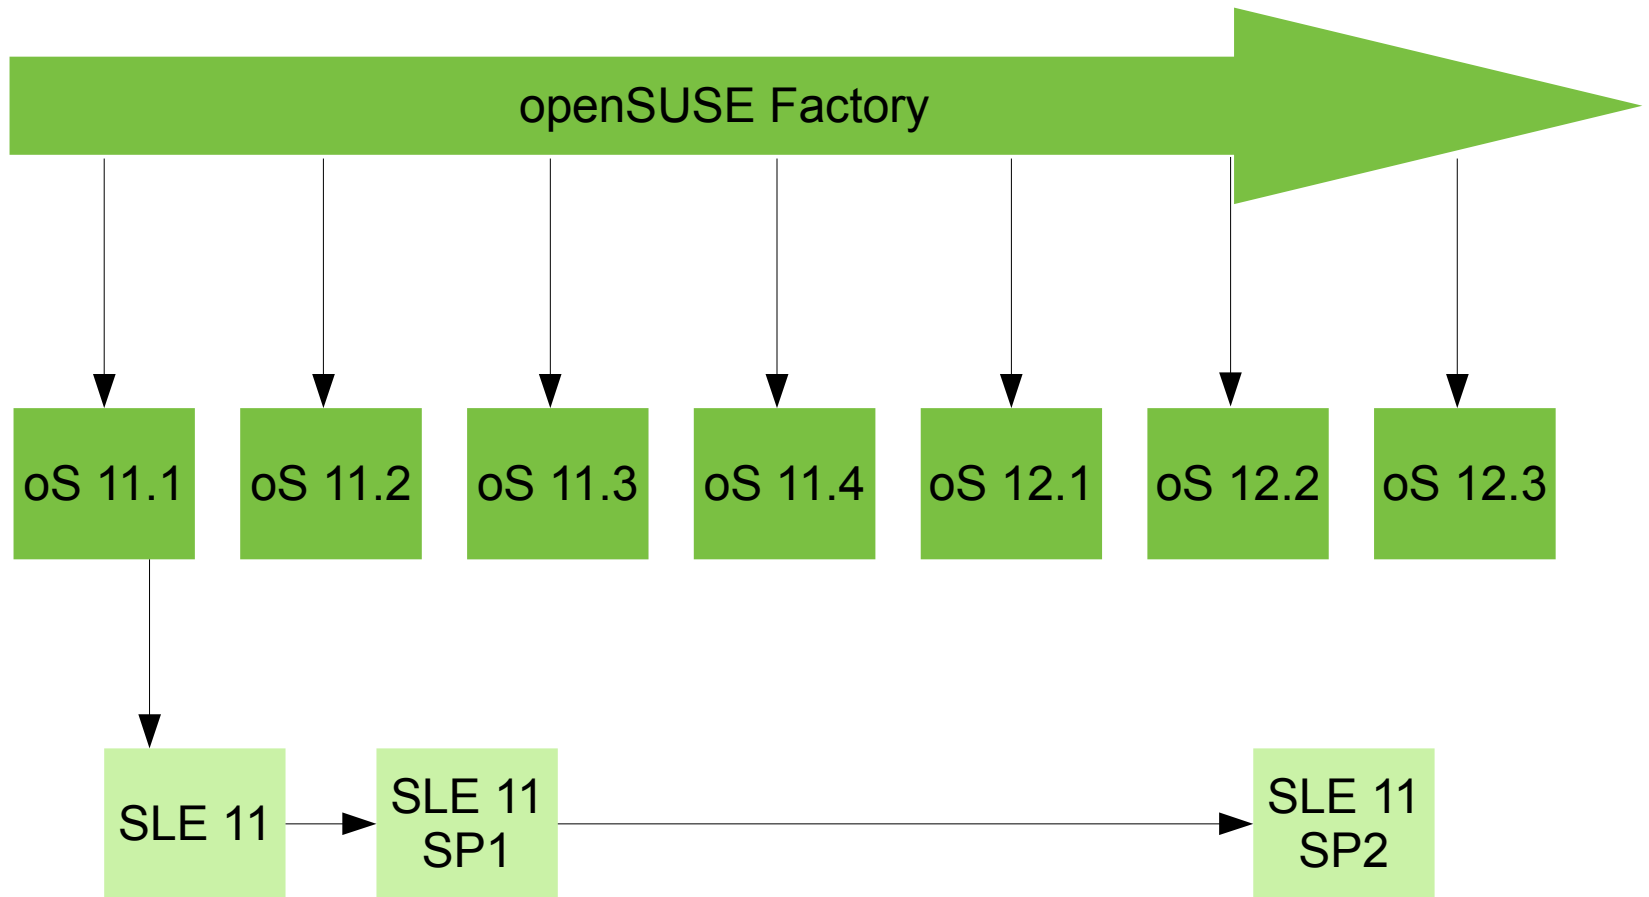 openSUSE Factory
oS 11.1
oS 11.2
oS 11.3
oS 11.4
oS 12.1
oS 12.2
oS 12.3
SLE 11
SLE 11
SP1
SLE 11
SP2